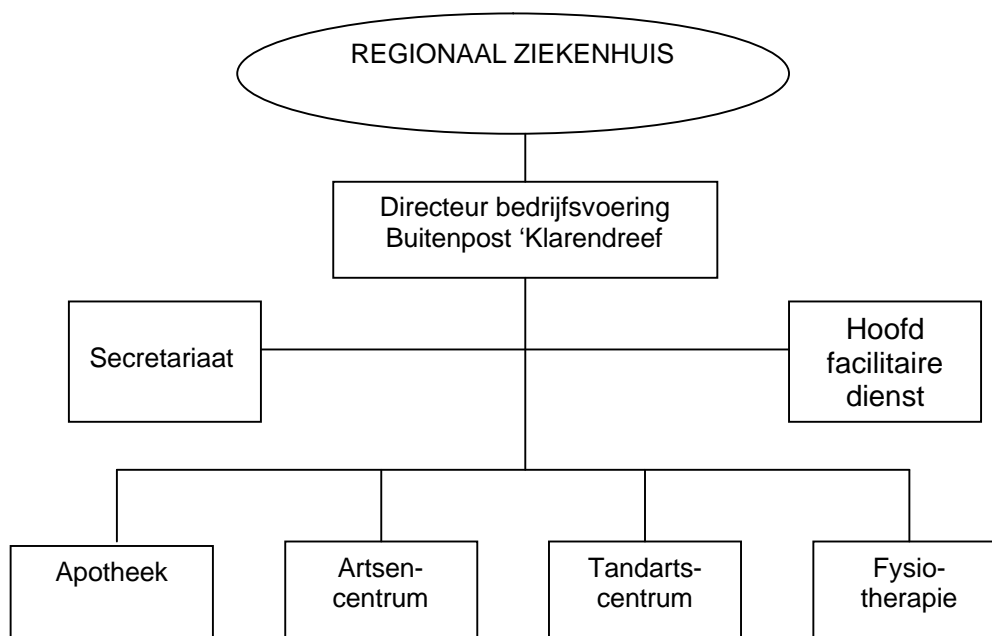 REGIONAAL ZIEKENHUIS
Directeur bedrijfsvoering
Buitenpost ‘Klarendreef
Secretariaat
Hoofd
facilitaire
dienst
Apotheek
Artsen-
centrum
Tandarts-
centrum
Fysio-
therapie